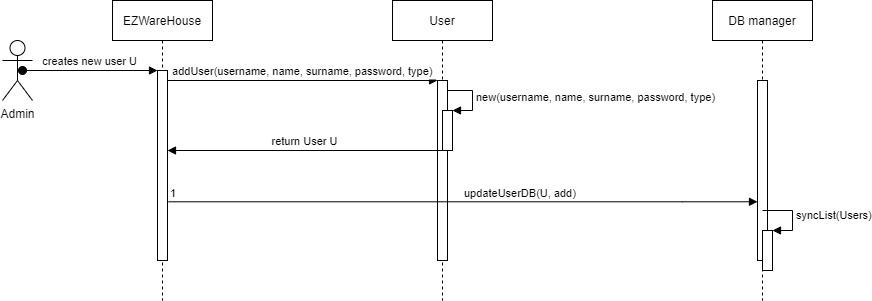 EZWareHouse
User
DB manager
creates new user U
addUser(username, name, surname, password, type)
new(username, name, surname, password, type)
Admin
return User U
1
updateUserDB(U, add)
syncList(Users)